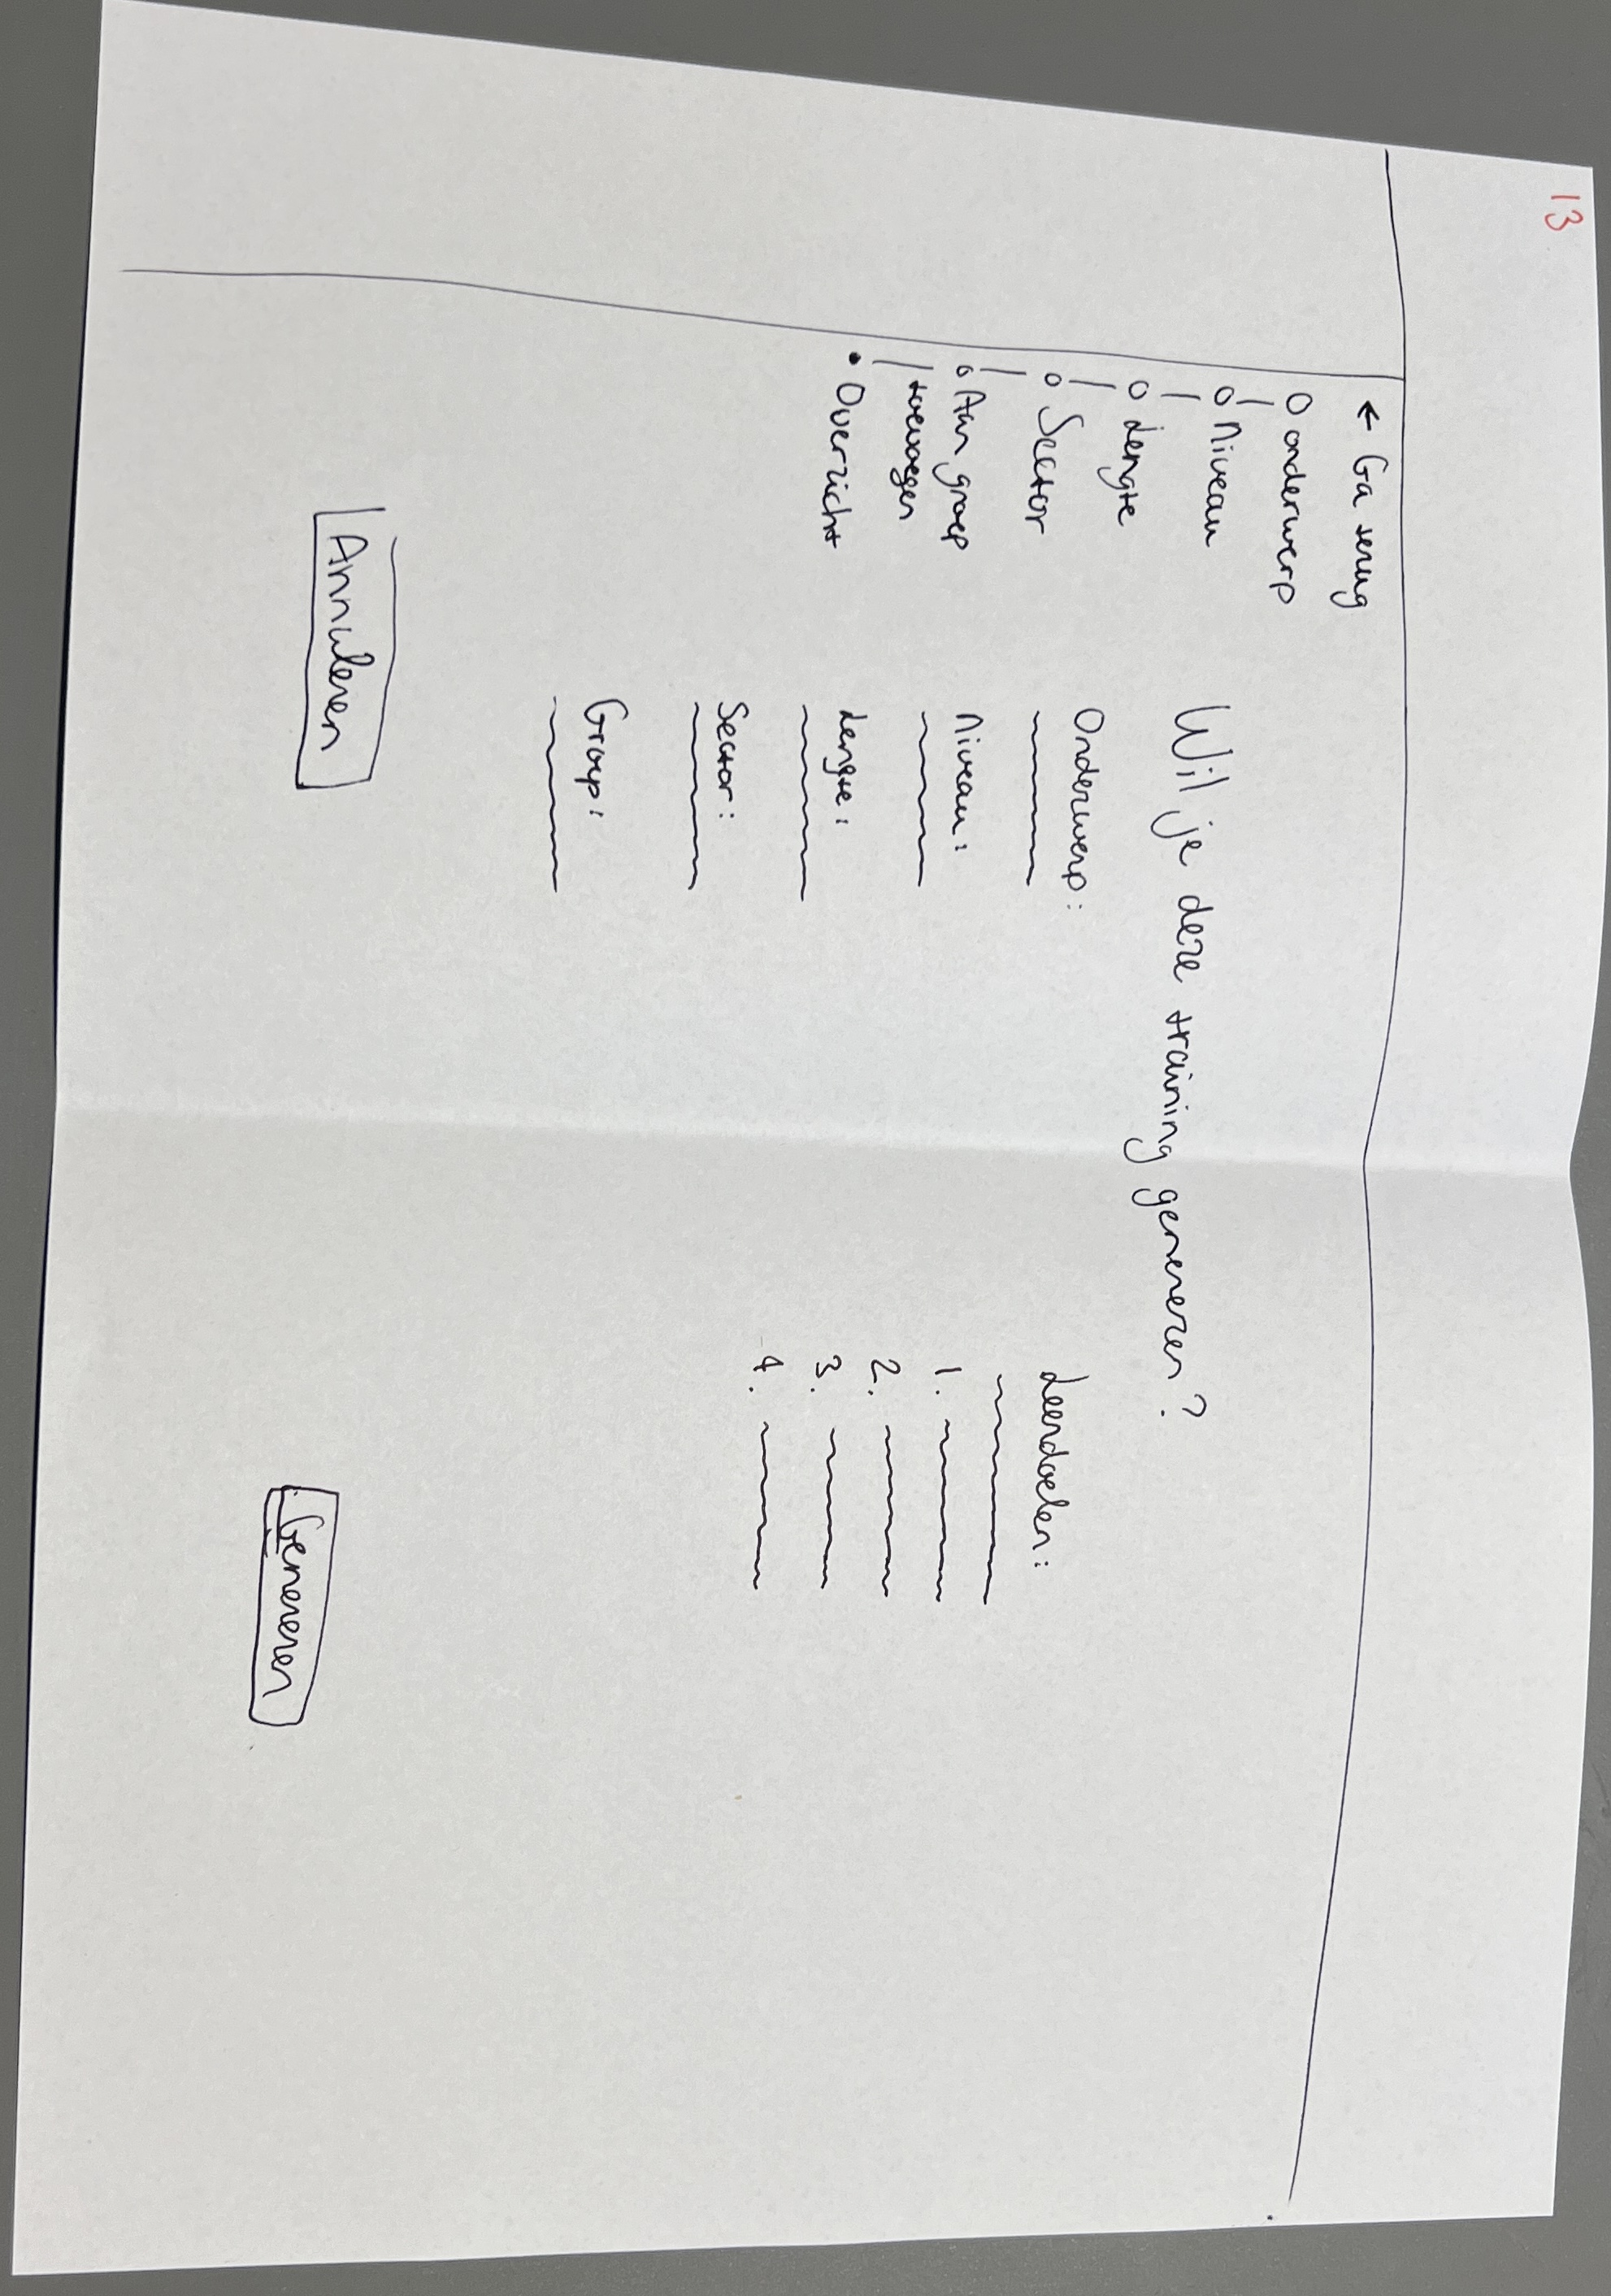 13
← Ga terug
onderwerp
Niveau
Lengte
Sector
Aan groep
toevoegen
Overzicht
Wil je deze training genereren?
Onderwerp:
Niveau:
Lengte:
Sector:
Groep:
Leerdoelen:
1.
2.
3.
4.
Annuleren
Genereren